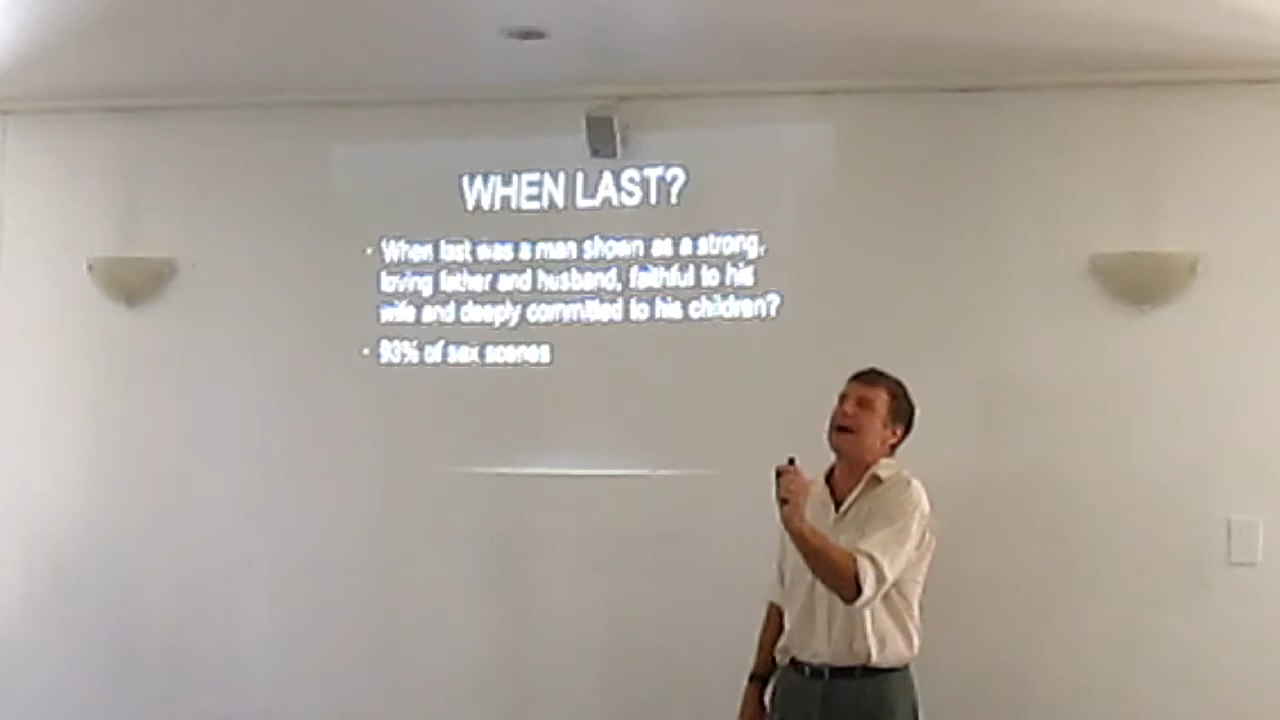 WHEN LAST?
• When last was a man shown as a strong,
loving father and husband, faithful to his
wife and deeply committed to his children?
• 93% of sex scenes